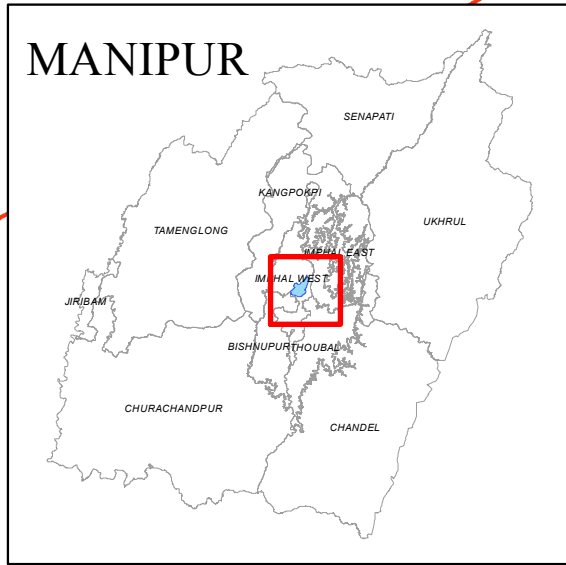 MANIPUR
SENAPATI
KANGPOKPI
UKHRUL
TAMENGLONG
IMPHAL EAST
IMPHAL WEST
JIRIBAM
BISHNUPUR
THOUBAL
CHURACHANDPUR
CHANDEL